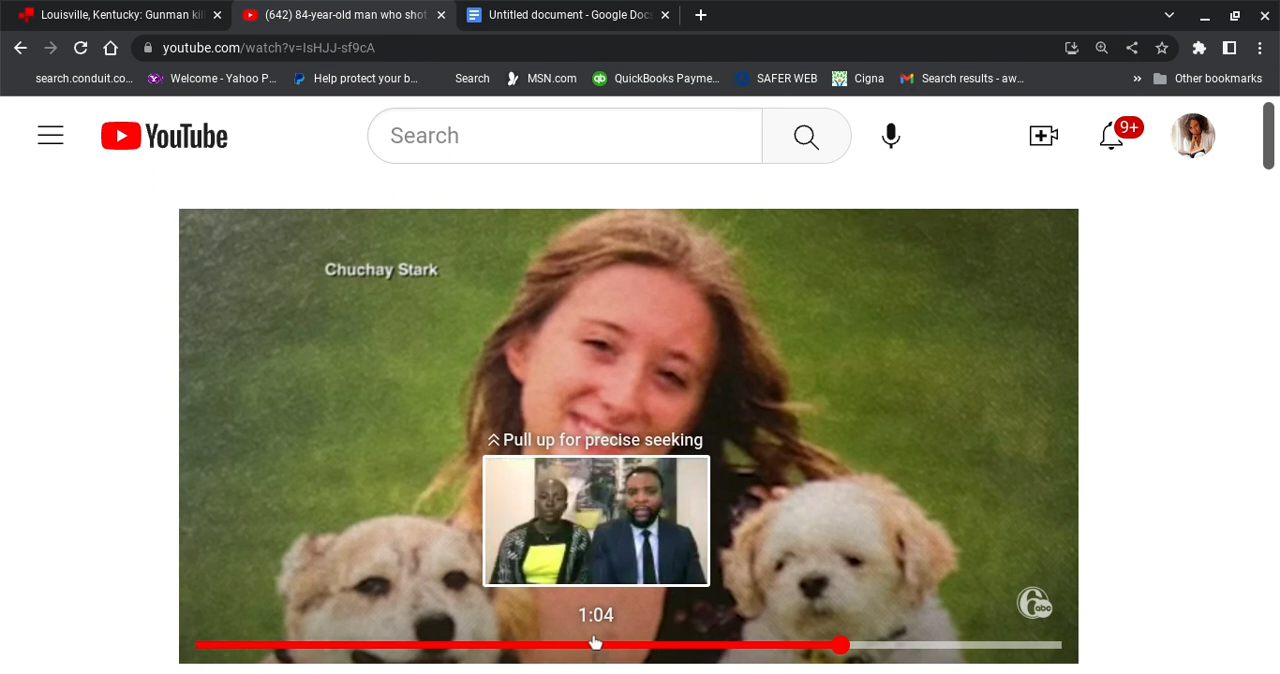 Louisville, Kentucky: Gunman kil
(642) 84-year-old man who shot
Untitled document - Google Docs
youtube.com/watch?v=IsHJJ-sf9cA
search.conduit.co...
Welcome - Yahoo P...
Help protect your b...
Search
MSN.com
QuickBooks Payme...
SAFER WEB
Cigna
Search results - aw...
»
Other bookmarks
YouTube
Search
9+
Chuchay Stark
Pull up for precise seeking
1:04
6abc